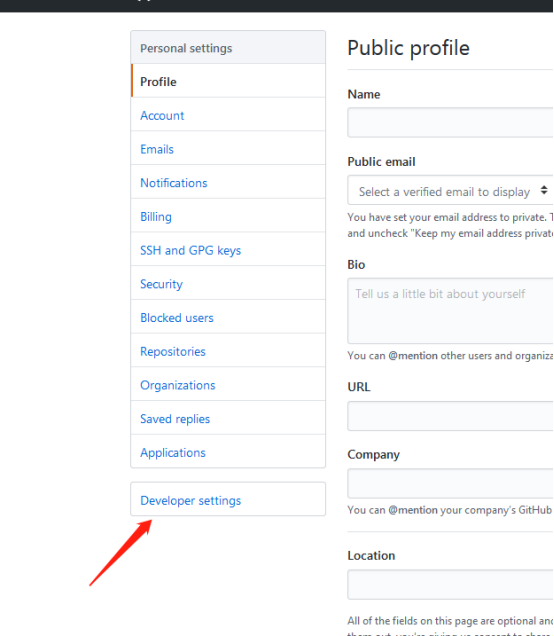 Personal settings
Profile
Account
Emails
Notifications
Billing
SSH and GPG keys
Security
Blocked users
Repositories
Organizations
Saved replies
Applications
Developer settings
Public profile
Name
Public email
Select a verified email to display
You have set your email address to private.
and uncheck "Keep my email address privat
Bio
Tell us a little bit about yourself
You can @mention other users and organiz
URL
Company
You can @mention your company's GitHub
Location
All of the fields on this page are optional and